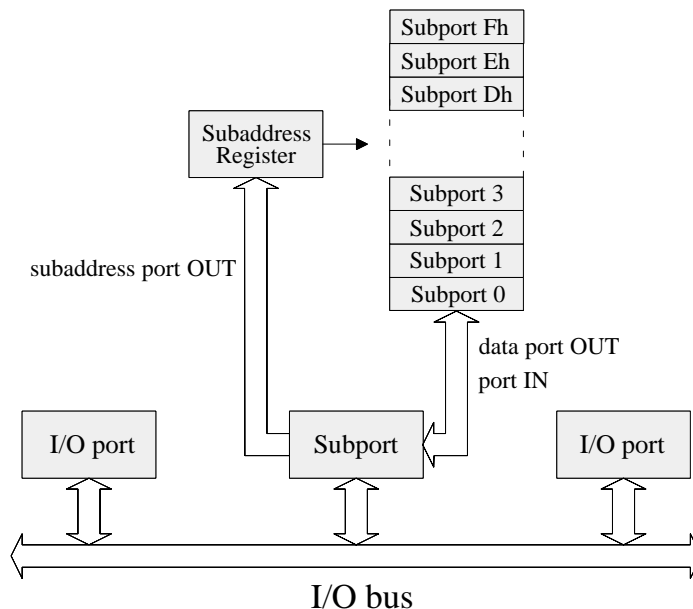 Subport Fh
Subport Eh
Subport Dh
Subaddress
Register
Subport 3
Subport 2
Subport 1
Subport 0
subaddress port OUT
data port OUT
port IN
I/O port
Subport
I/O port
I/O bus